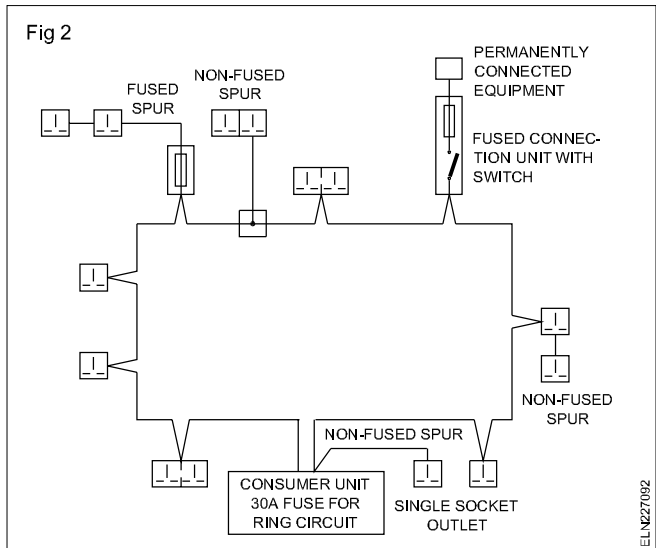 Fig 2
PERMANENTLY
CONNECTED
EQUIPMENT
NON-FUSED
SPUR
FUSED
SPUR
FUSED CONNEC-
TION UNIT WITH
SWITCH
NON-FUSED
SPUR
NON-FUSED SPUR
CONSUMER UNIT
30A FUSE FOR
RING CIRCUIT
SINGLE SOCKET
OUTLET
ELN227092